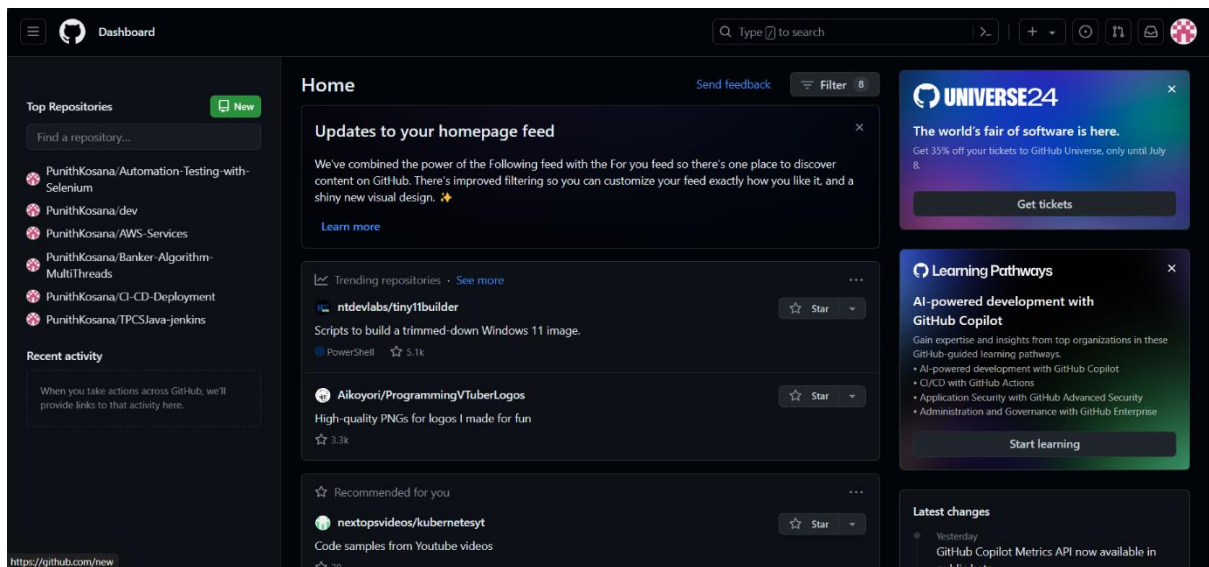 Dashboard
Type / to search
Top Repositories
New
Find a repository...
PunithKosana/Automation-Testing-with-
Selenium
PunithKosana/dev
PunithKosana/AWS-Services
PunithKosana/Banker-Algorithm-
MultiThreads
PunithKosana/CI-CD-Deployment
PunithKosana/TPCSJava-jenkins
Recent activity
When you take actions across GitHub, we'll
provide links to that activity here.
https://github.com/new
Home
Send feedback
Filter 8
Updates to your homepage feed
We've combined the power of the Following feed with the For you feed so there's one place to discover
content on GitHub. There's improved filtering so you can customize your feed exactly how you like it, and a
shiny new visual design. ✨
Learn more
Trending repositories · See more
ntdevlabs/tiny11builder
Star
Scripts to build a trimmed-down Windows 11 image.
PowerShell 5.1k
Aikoyori/ProgrammingVTuberLogos
Star
High-quality PNGs for logos I made for fun
3.3k
Recommended for you
nextopsvideos/kubernetesyt
Star
Code samples from Youtube videos
UNIVERSE24
The world's fair of software is here.
Get 35% off your tickets to GitHub Universe, only until July
8.
Get tickets
Learning Pathways
AI-powered development with
GitHub Copilot
Gain expertise and insights from top organizations in these
GitHub-guided learning pathways.
• AI-powered development with GitHub Copilot
• CI/CD with GitHub Actions
• Application Security with GitHub Advanced Security
• Administration and Governance with GitHub Enterprise
Start learning
Latest changes
Yesterday
GitHub Copilot Metrics API now available in